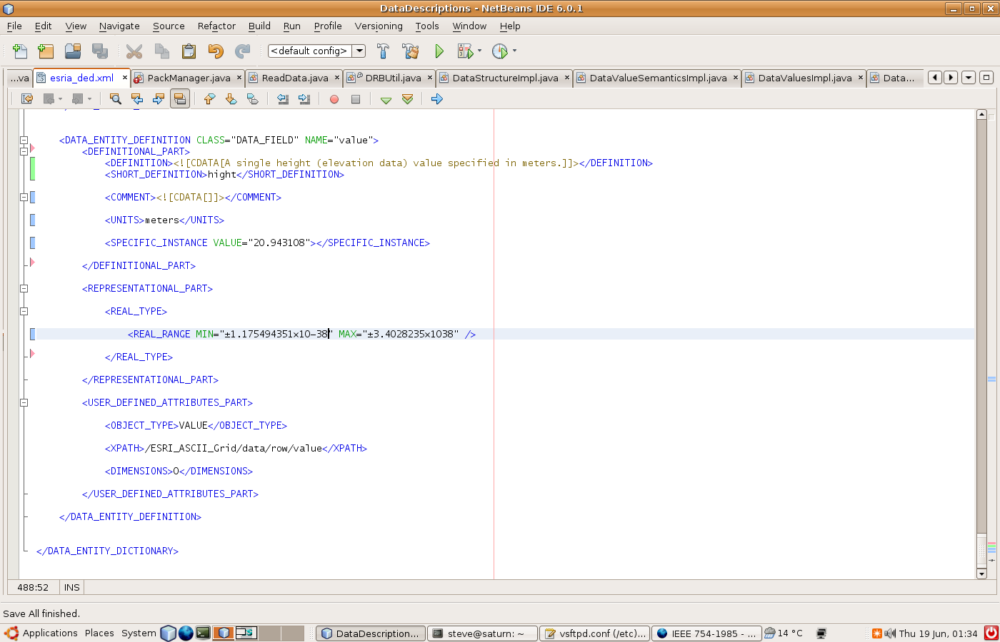 DataDescriptions - NetBeans IDE 6.0.1
File Edit View Navigate Source Refactor Build Run Profile Versioning Tools Window Help
<default config>
...va esria_ded.xml PackManager.java ReadData.java DRBUtil.java DataStructureImpl.java DataValueSemanticsImpl.java DataValuesImpl.java Data...
<DATA_ENTITY_DEFINITION CLASS="DATA_FIELD" NAME="value">
<DEFINITIONAL_PART>
<DEFINITION><![CDATA[A single height (elevation data) value specified in meters.]]></DEFINITION>
<SHORT_DEFINITION>hight</SHORT_DEFINITION>
<COMMENT><![CDATA[]]></COMMENT>
<UNITS>meters</UNITS>
<SPECIFIC_INSTANCE VALUE="20.943108"></SPECIFIC_INSTANCE>
</DEFINITIONAL_PART>
<REPRESENTATIONAL_PART>
<REAL_TYPE>
<REAL_RANGE MIN="±1.175494351×10–38" MAX="±3.4028235×1038" />
</REAL_TYPE>
</REPRESENTATIONAL_PART>
<USER_DEFINED_ATTRIBUTES_PART>
<OBJECT_TYPE>VALUE</OBJECT_TYPE>
<XPATH>/ESRI_ASCII_Grid/data/row/value</XPATH>
<DIMENSIONS>0</DIMENSIONS>
</USER_DEFINED_ATTRIBUTES_PART>
</DATA_ENTITY_DEFINITION>
</DATA_ENTITY_DICTIONARY>
488:52 INS
Save All finished.
Applications Places System DataDescription... steve@saturn: ~ vsftpd.conf (/etc)... IEEE 754-1985 - ... 14 °C Thu 19 Jun, 01:34